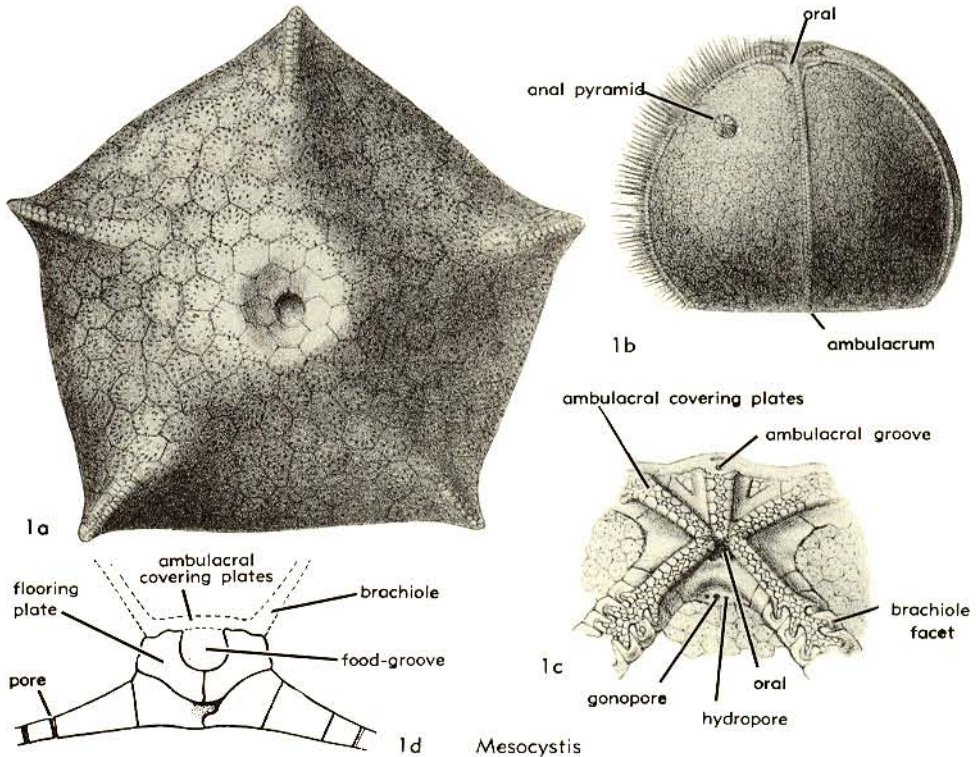 oral
anal pyramid
1b
ambulacrum
ambulacral covering plates
ambulacral groove
1a
ambulacral
covering plates
flooring
plate
brachiole
food-groove
pore
1d
Mesocystis
1c
brachiole
facet
gonopore
oral
hydropore